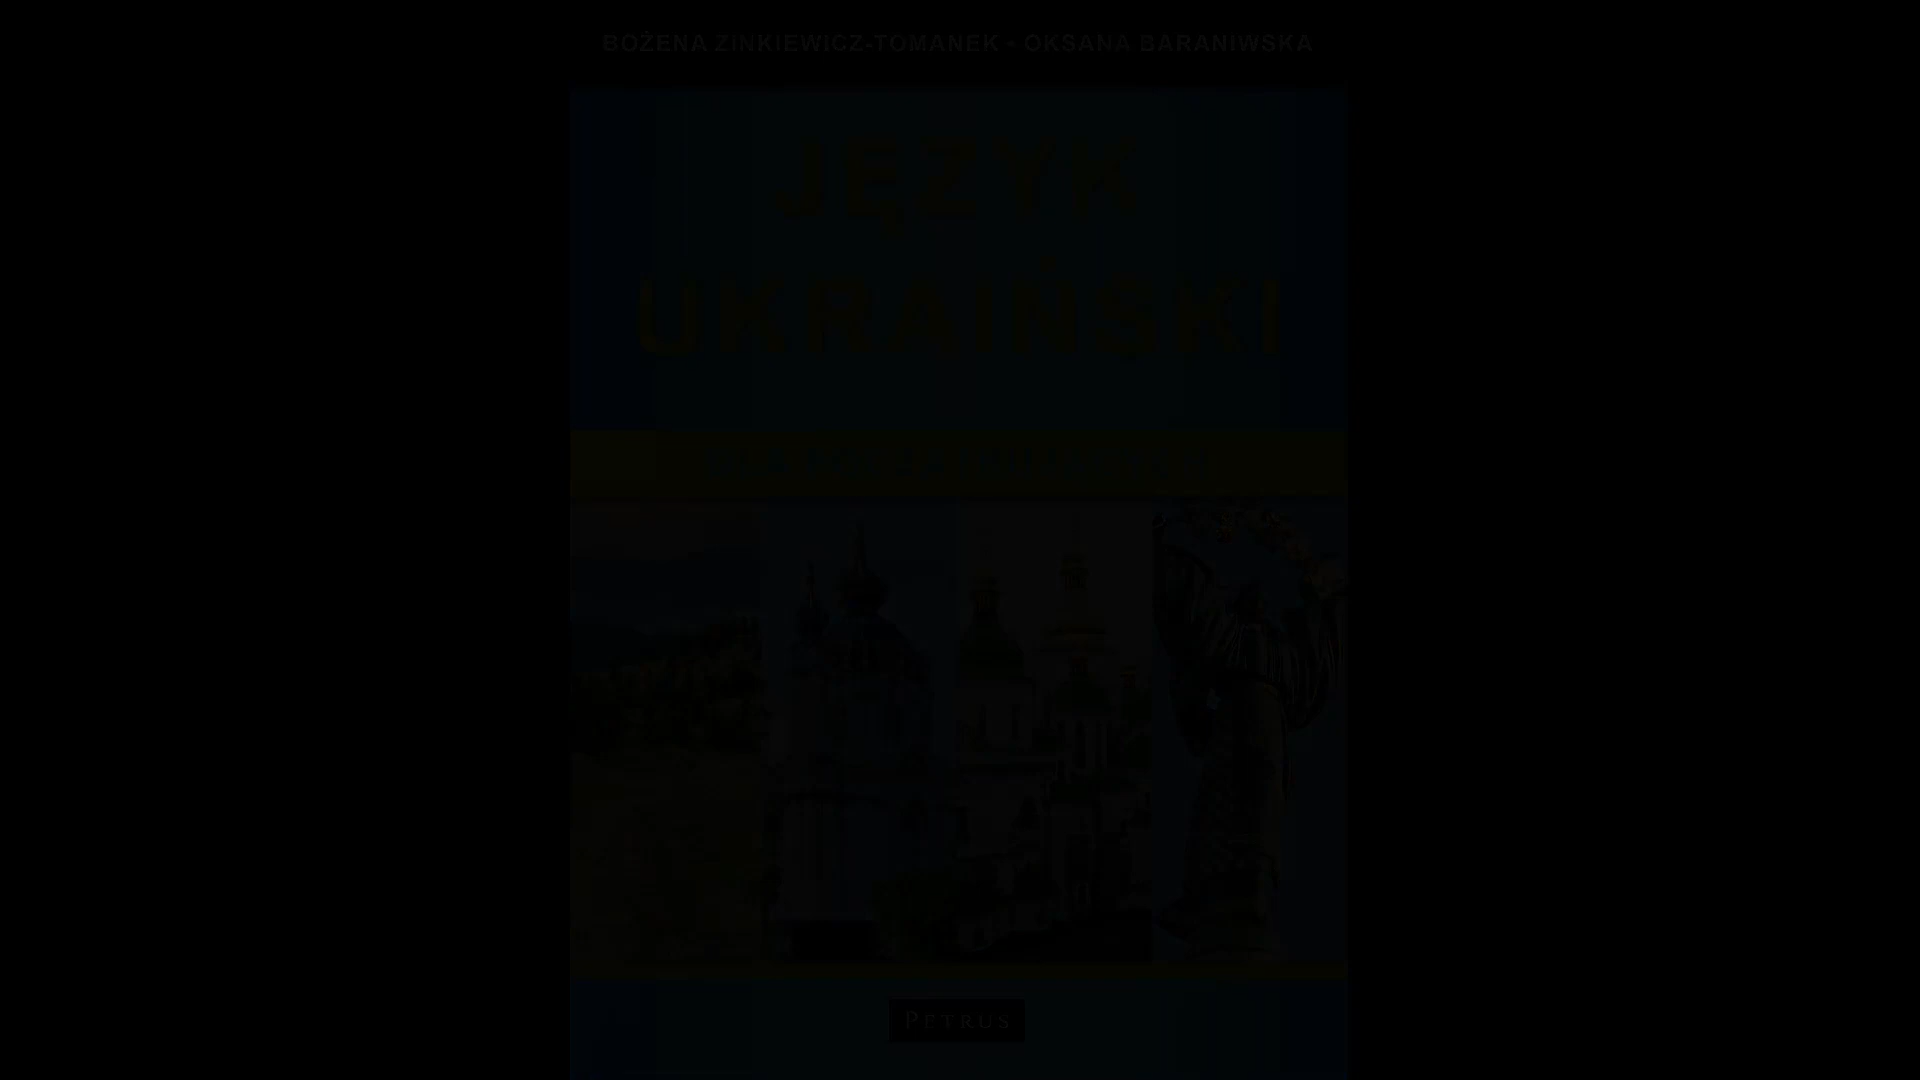 BOŻENA ZINKIEWICZ-TOMANEK • OKSANA BARANIWSKA
JĘZYK
UKRAIŃSKI
PETRUS